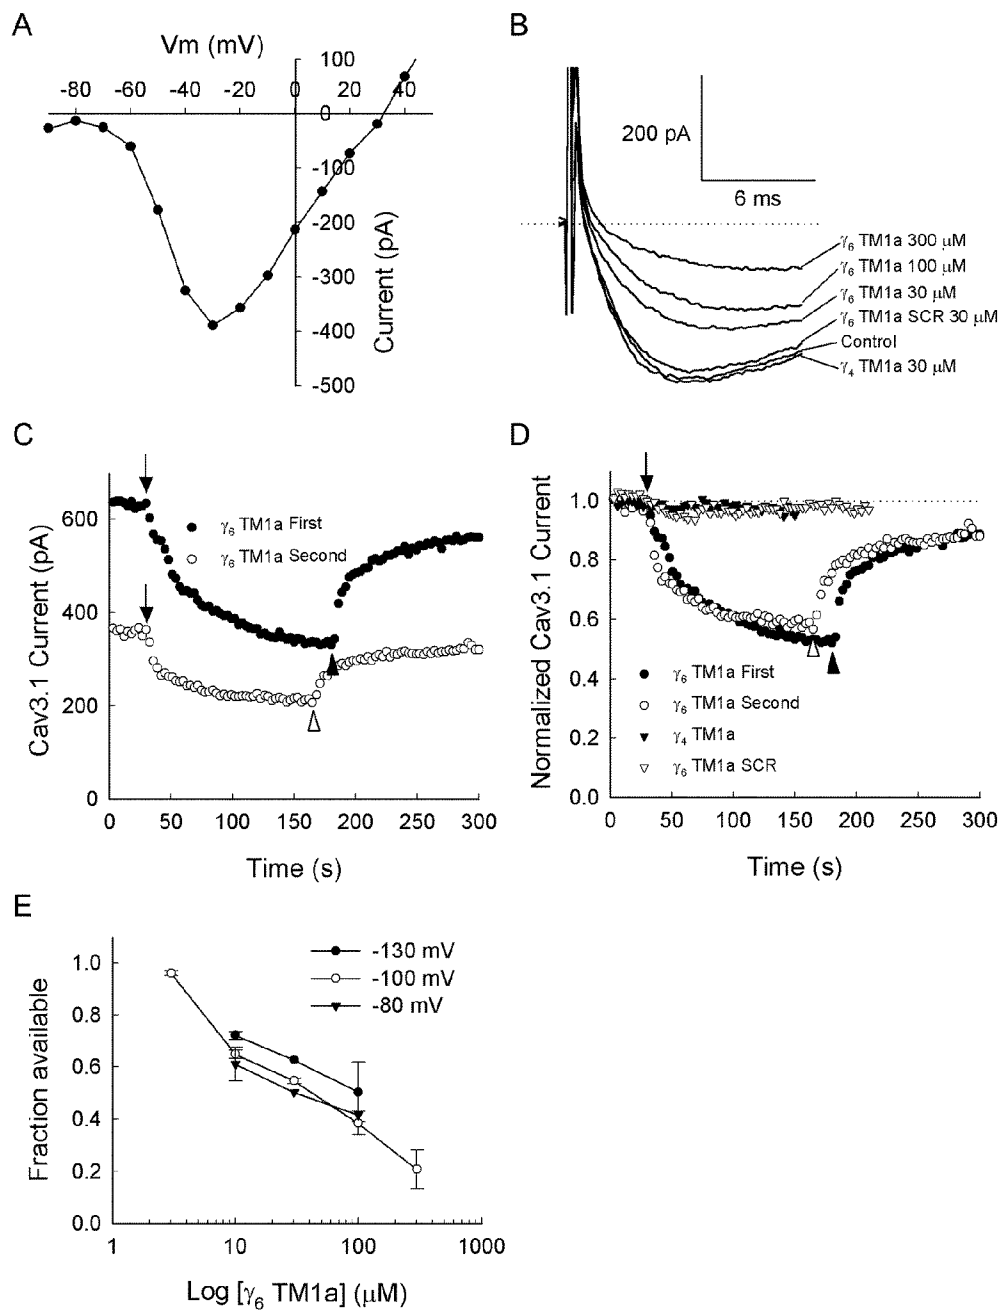 A
Vm (mV)
-80 -60 -40 -20 0 20 40
100
0
-100
-200
-300
-400
-500
Current (pA)
B
200 pA
6 ms
γ6 TM1a 300 μM
γ6 TM1a 100 μM
γ6 TM1a 30 μM
γ6 TM1a SCR 30 μM
Control
γ4 TM1a 30 μM
C
Cav3.1 Current (pA)
600
400
200
0
γ6 TM1a First
γ6 TM1a Second
0 50 100 150 200 250 300
Time (s)
D
Normalized Cav3.1 Current
1.0
0.8
0.6
0.4
0.2
0.0
γ6 TM1a First
γ6 TM1a Second
γ4 TM1a
γ6 TM1a SCR
0 50 100 150 200 250 300
Time (s)
E
Fraction available
1.0
0.8
0.6
0.4
0.2
0.0
-130 mV
-100 mV
-80 mV
1 10 100 1000
Log [γ6 TM1a] (μM)